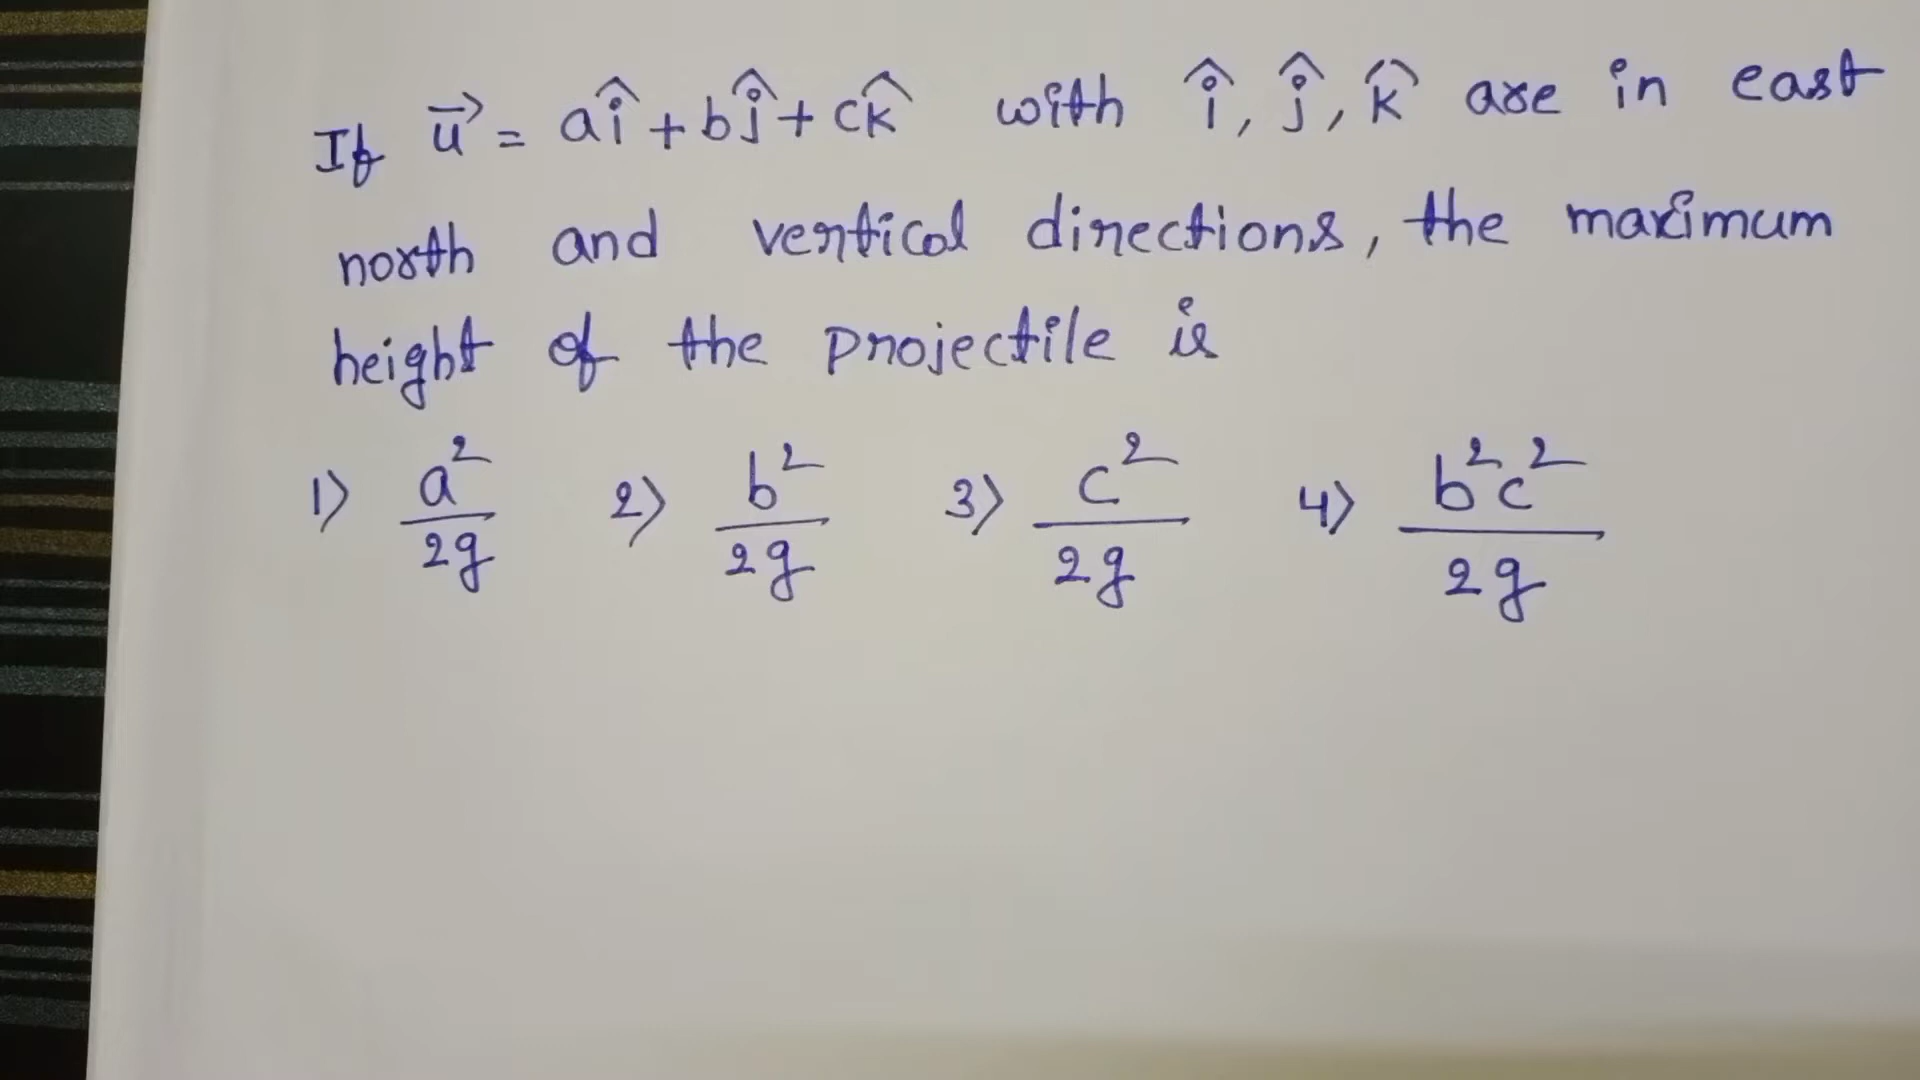 If u⃗ = aî + bĵ + ck̂ with î, ĵ, k̂ are in east
north and vertical directions, the maximum
height of the projectile is
1) a²/2g 2) b²/2g 3) c²/2g 4) b²c²/2g